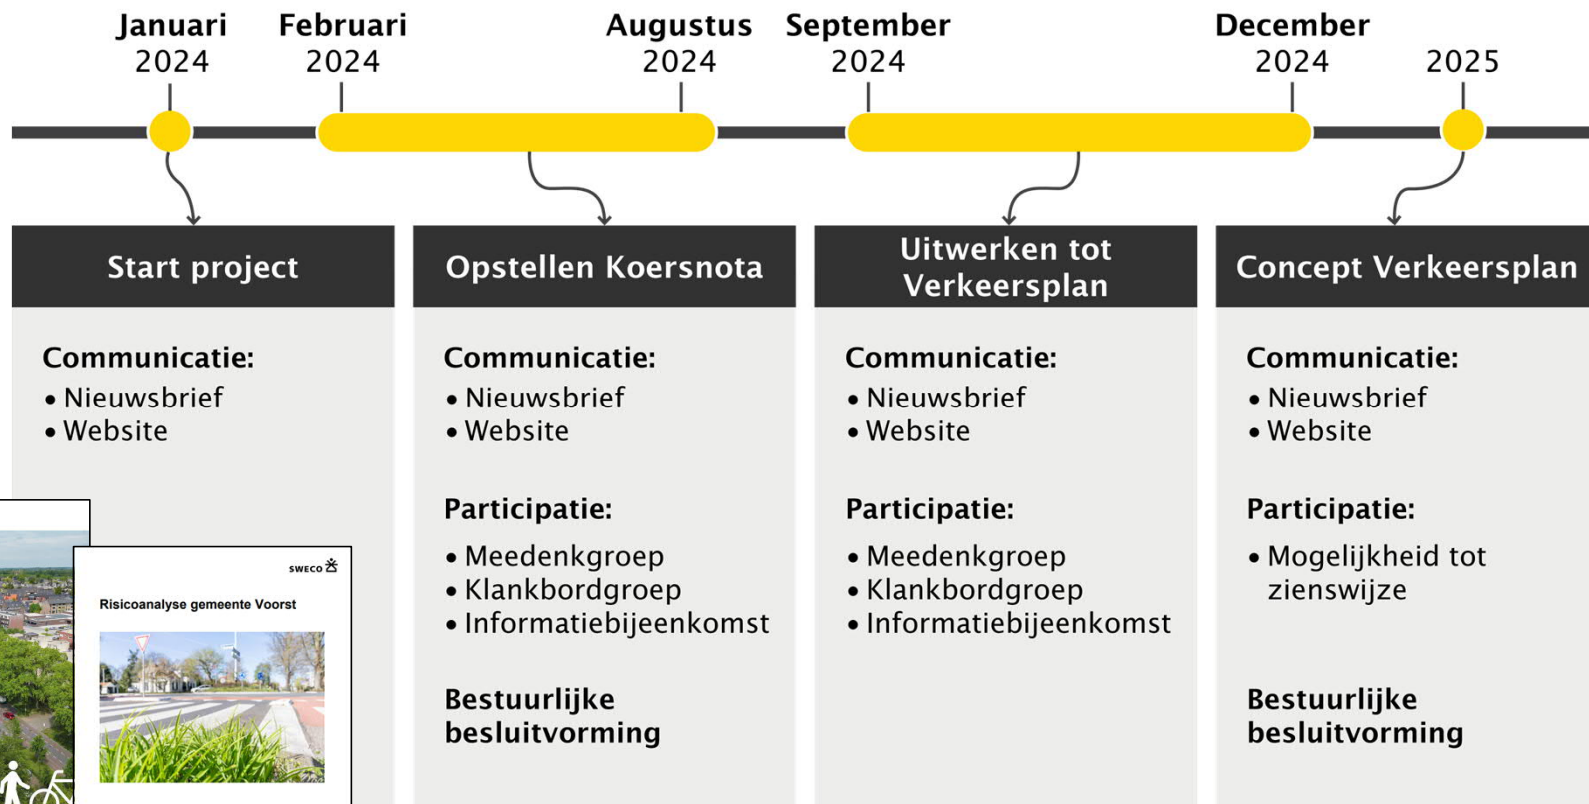 Januari
2024
Februari
2024
Augustus
2024
September
2024
December
2024
2025
Start project
Communicatie:
• Nieuwsbrief
• Website
Opstellen Koersnota
Communicatie:
• Nieuwsbrief
• Website
Participatie:
• Meedenkgroep
• Klankbordgroep
• Informatiebijeenkomst
Bestuurlijke
besluitvorming
Uitwerken tot
Verkeersplan
Communicatie:
• Nieuwsbrief
• Website
Participatie:
• Meedenkgroep
• Klankbordgroep
• Informatiebijeenkomst
Concept Verkeersplan
Communicatie:
• Nieuwsbrief
• Website
Participatie:
• Mogelijkheid tot
zienswijze
Bestuurlijke
besluitvorming
SWECO
Risicoanalyse gemeente Voorst